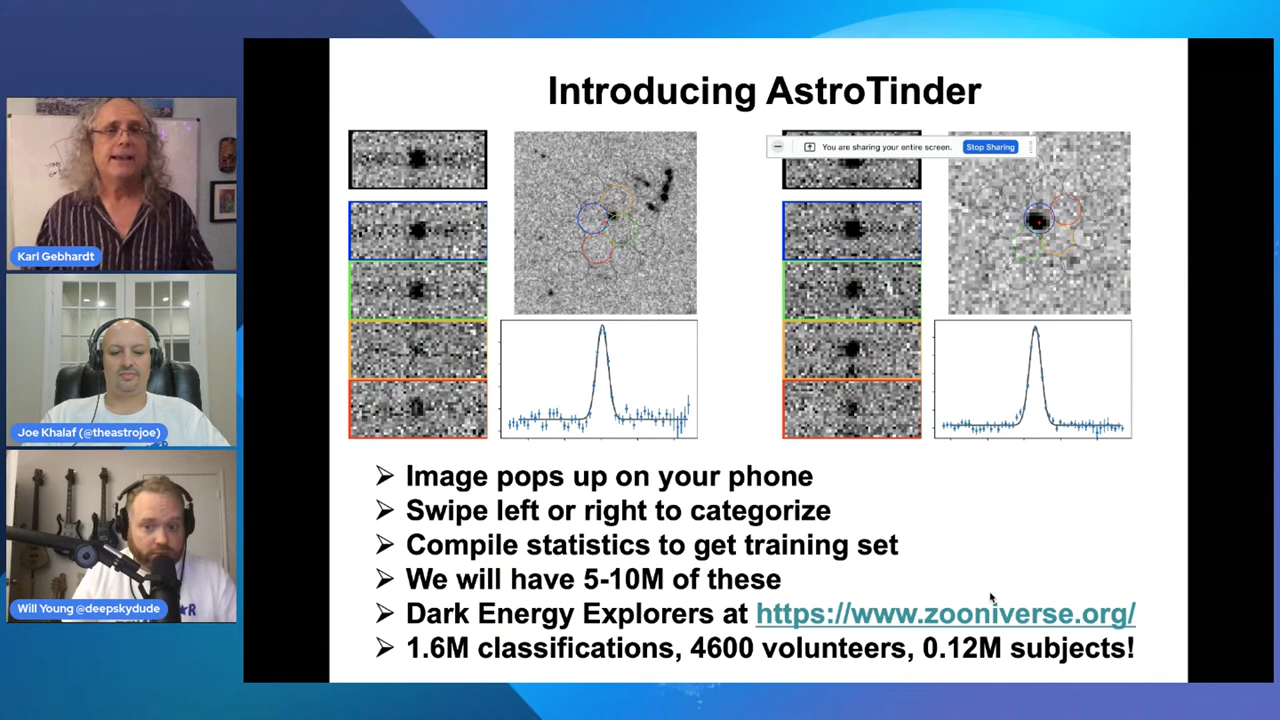 Introducing AstroTinder
You are sharing your entire screen.
Stop Sharing
Karl Gebhardt
Joe Khalaf (@theastrojoe)
Will Young @deepskydude
➢ Image pops up on your phone
➢ Swipe left or right to categorize
➢ Compile statistics to get training set
➢ We will have 5-10M of these
➢ Dark Energy Explorers at https://www.zooniverse.org/
➢ 1.6M classifications, 4600 volunteers, 0.12M subjects!